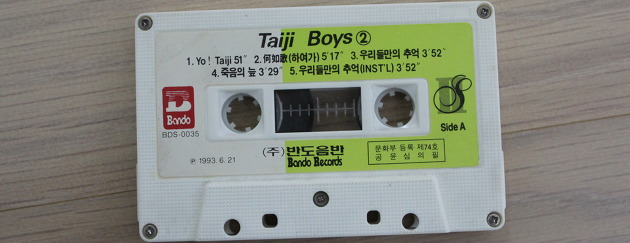 Taiji Boys ②
1. Yo! Taiji 51″ 2. 何如歌(하여가) 5′17″ 3. 우리들만의 추억 3′52″
4. 죽음의 늪 3′29″ 5. 우리들만의 추억(INST'L) 3′52″
B
Bando
BDS-0035
Side A
(주)반도음반
Bando Records
문화부 등록 제74호
공 윤 심 의 필
℗ 1993. 6. 21